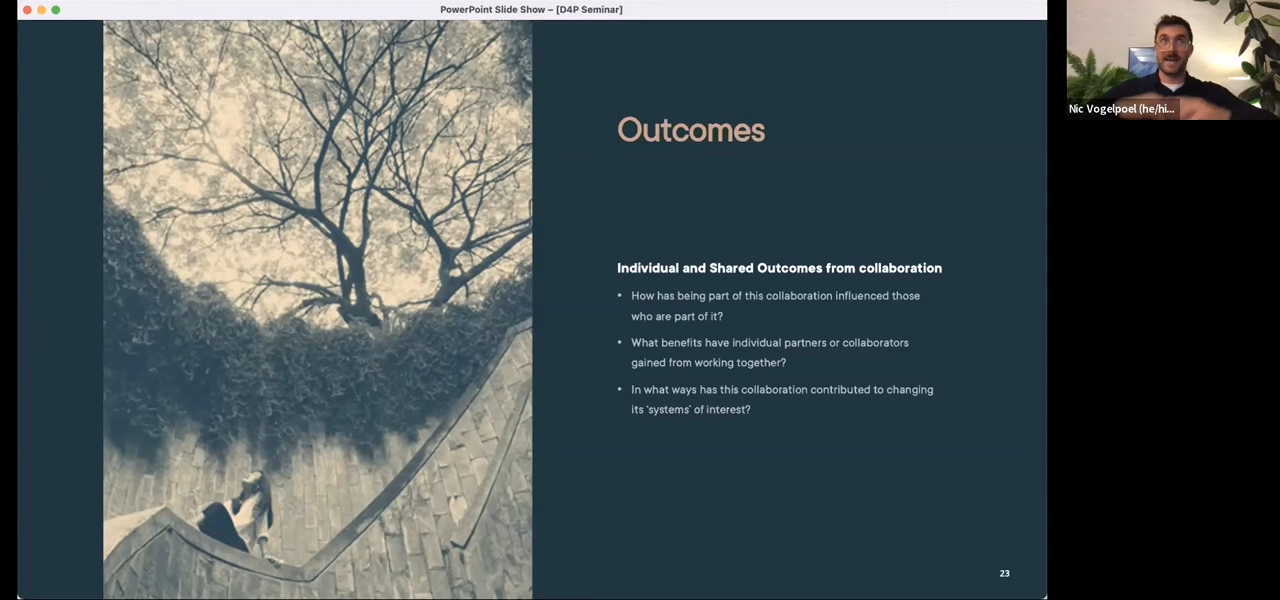 PowerPoint Slide Show – [D4P Seminar]
Outcomes
Individual and Shared Outcomes from collaboration
• How has being part of this collaboration influenced those
who are part of it?
• What benefits have individual partners or collaborators
gained from working together?
• In what ways has this collaboration contributed to changing
its ‘systems’ of interest?
23
Nic Vogelpoel (he/hi...